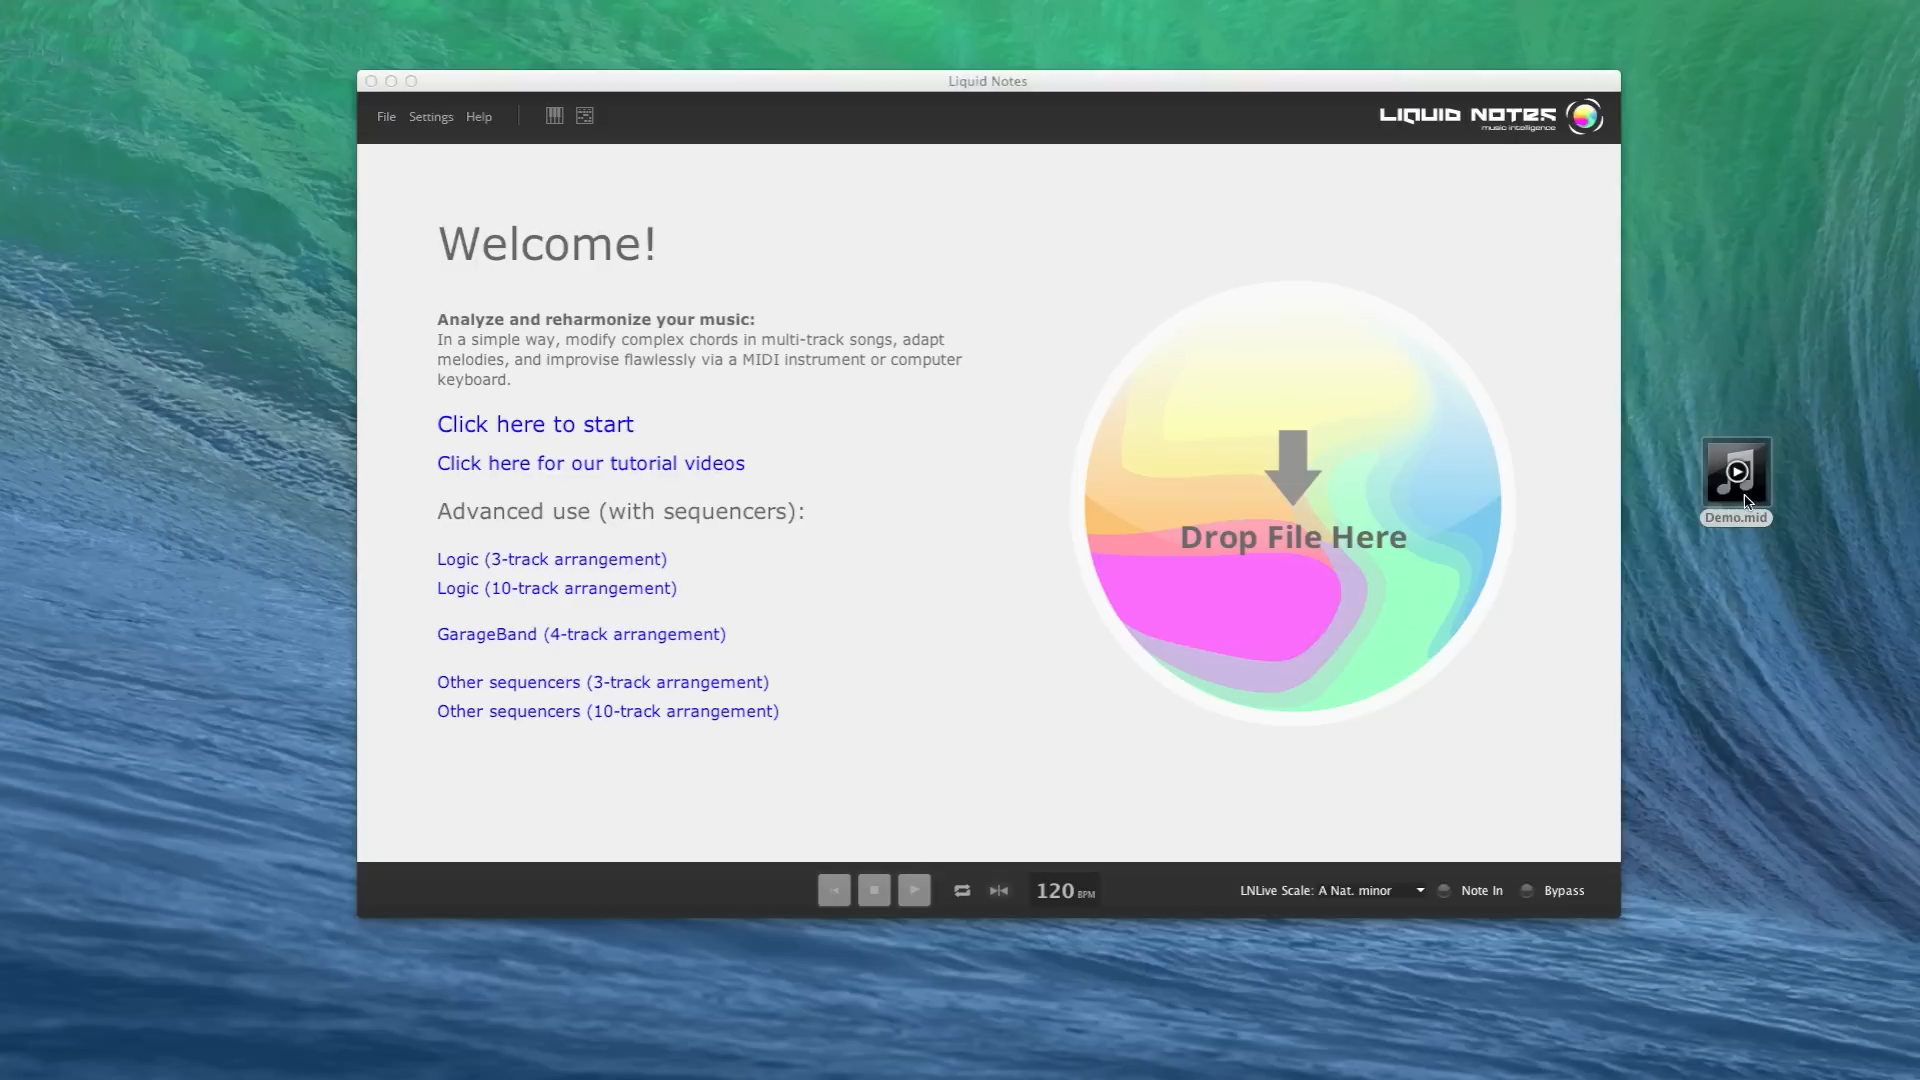 Liquid Notes
File Settings Help
LIQUID NOTES
music intelligence
Welcome!
Analyze and reharmonize your music:
In a simple way, modify complex chords in multi-track songs, adapt
melodies, and improvise flawlessly via a MIDI instrument or computer
keyboard.
Click here to start
Click here for our tutorial videos
Advanced use (with sequencers):
Logic (3-track arrangement)
Logic (10-track arrangement)
GarageBand (4-track arrangement)
Other sequencers (3-track arrangement)
Other sequencers (10-track arrangement)
Drop File Here
Demo.mid
120 BPM
LNLive Scale: A Nat. minor
Note In
Bypass